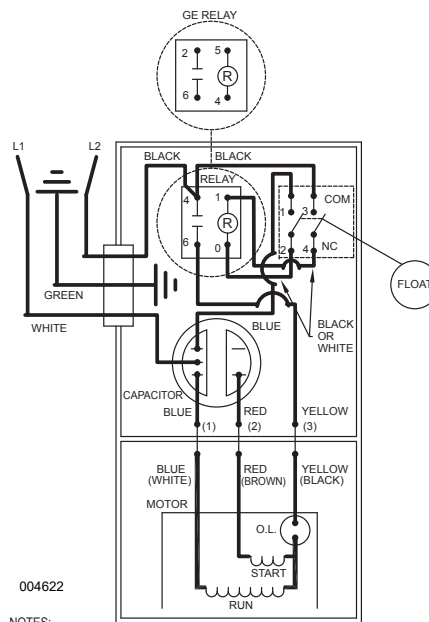 GE RELAY
2 5
6 4
R
L1
L2
BLACK
BLACK
RELAY
4 1
R
6 0
COM
1 3
NC
2 4
FLOAT
GREEN
WHITE
BLUE
BLACK
OR
WHITE
CAPACITOR
BLUE
RED
YELLOW
(1)
(2)
(3)
BLUE
(WHITE)
RED
(BROWN)
YELLOW
(BLACK)
MOTOR
O.L.
START
RUN
004622
NOTES: